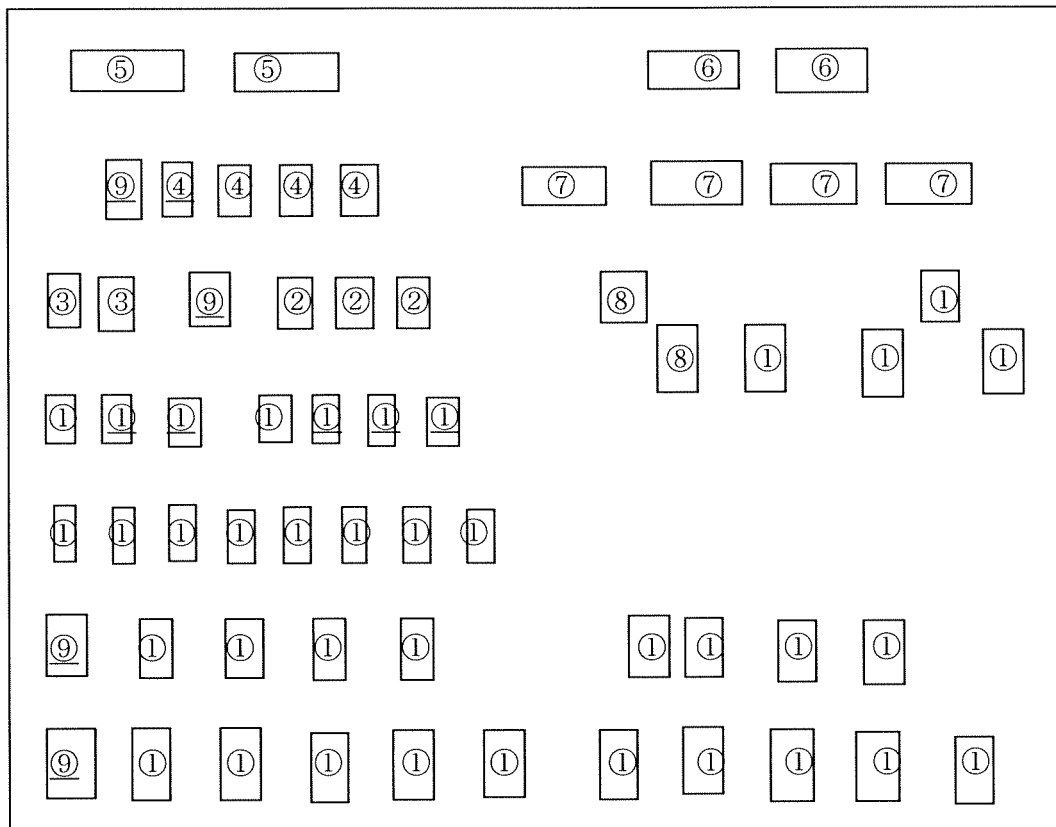 ⑤ ⑤ ⑥ ⑥
⑨ ④ ④ ④ ④ ⑦ ⑦ ⑦ ⑦
③ ③ ⑨ ② ② ② ⑧ ①
⑧ ① ① ①
① ① ① ① ① ① ①
① ① ① ① ① ① ① ①
⑨ ① ① ① ① ① ① ① ①
⑨ ① ① ① ① ① ① ① ① ① ①